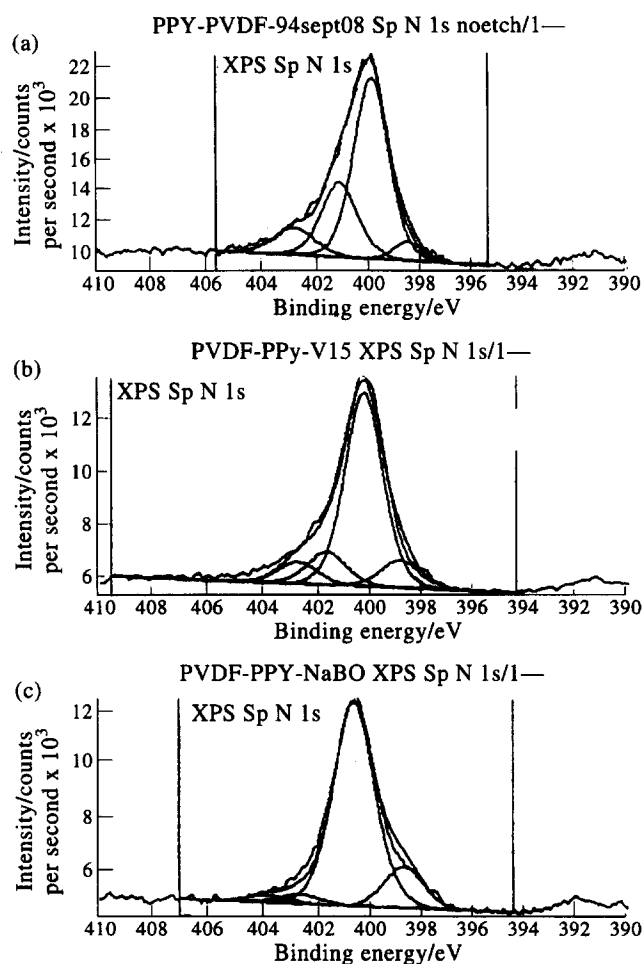 (a) PPY-PVDF-94sept08 Sp N 1s noetch/1—
XPS Sp N 1s
Intensity/counts
per second x 10³
22
20
18
16
14
12
10
410 408 406 404 402 400 398 396 394 392 390
Binding energy/eV
(b) PVDF-PPy-V15 XPS Sp N 1s/1—
XPS Sp N 1s
Intensity/counts
per second x 10³
12
10
8
6
410 408 406 404 402 400 398 396 394 392 390
Binding energy/eV
(c) PVDF-PPY-NaBO XPS Sp N 1s/1—
XPS Sp N 1s
Intensity/counts
per second x 10³
12
10
8
6
410 408 406 404 402 400 398 396 394 392 390
Binding energy/eV